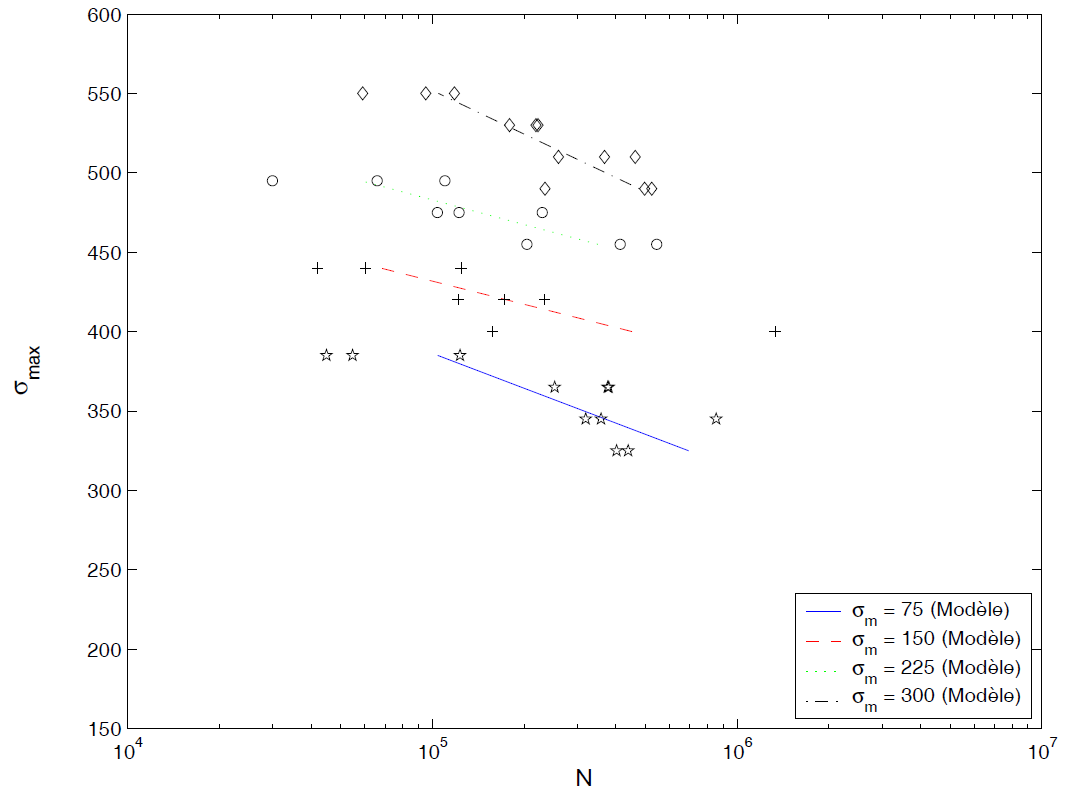 600
550
500
450
400
350
300
250
200
150
σmax
10^4
10^5
10^6
10^7
N
σm = 75 (Modèle)
σm = 150 (Modèle)
σm = 225 (Modèle)
σm = 300 (Modèle)